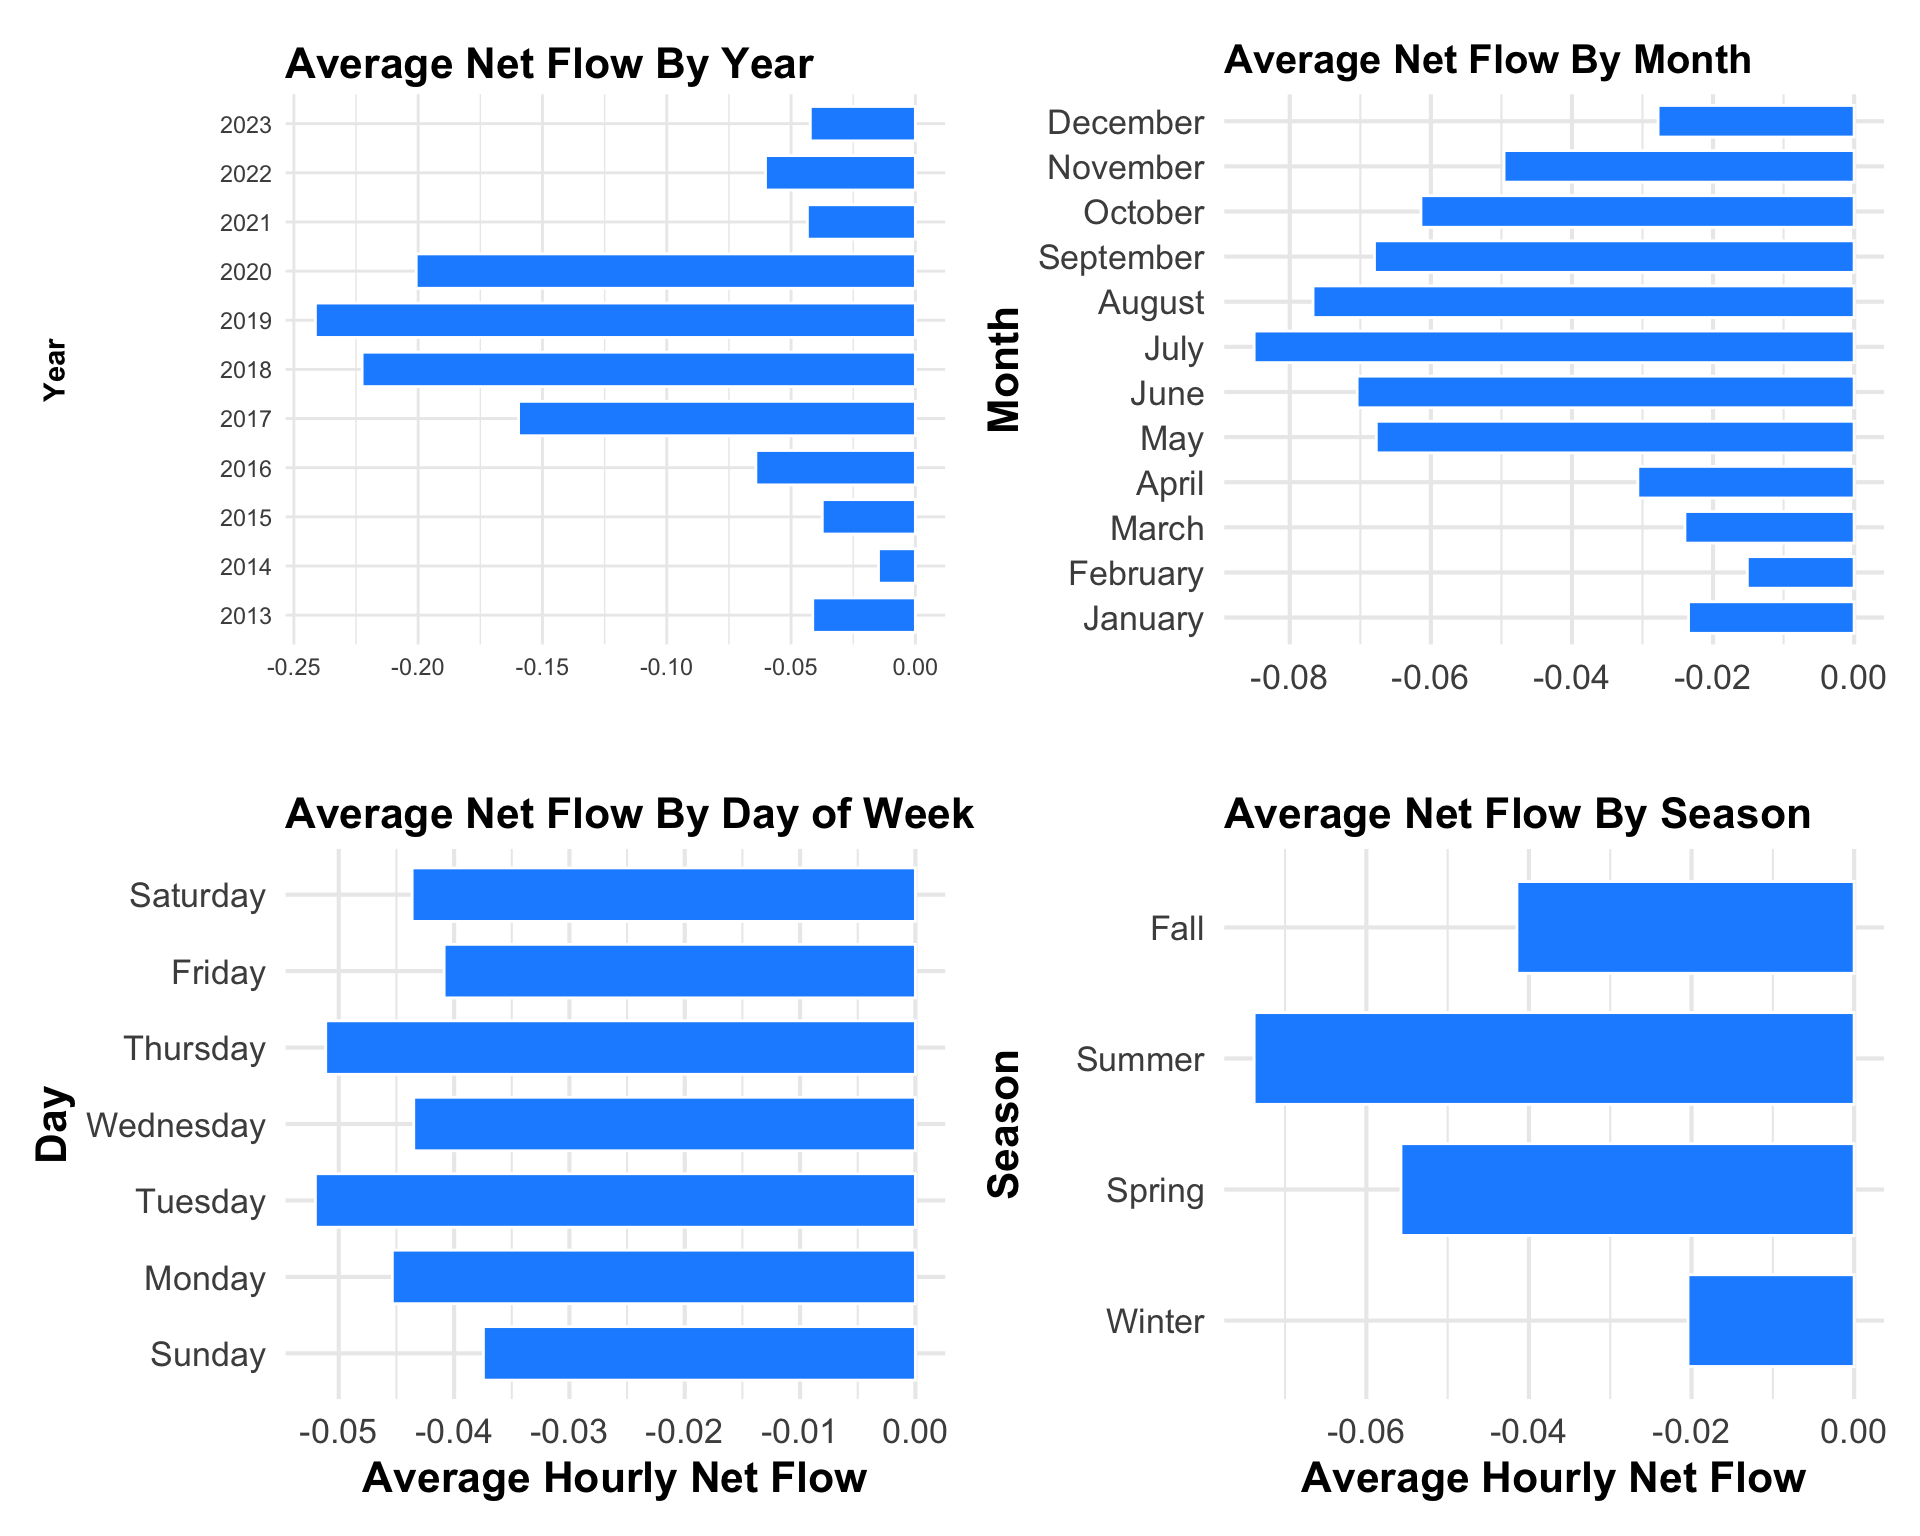 Average Net Flow By Year
Year
2023
2022
2021
2020
2019
2018
2017
2016
2015
2014
2013
-0.25 -0.20 -0.15 -0.10 -0.05 0.00
Average Net Flow By Month
Month
December
November
October
September
August
July
June
May
April
March
February
January
-0.08 -0.06 -0.04 -0.02 0.00
Average Net Flow By Day of Week
Day
Saturday
Friday
Thursday
Wednesday
Tuesday
Monday
Sunday
-0.05 -0.04 -0.03 -0.02 -0.01 0.00
Average Hourly Net Flow
Average Net Flow By Season
Season
Fall
Summer
Spring
Winter
-0.06 -0.04 -0.02 0.00
Average Hourly Net Flow